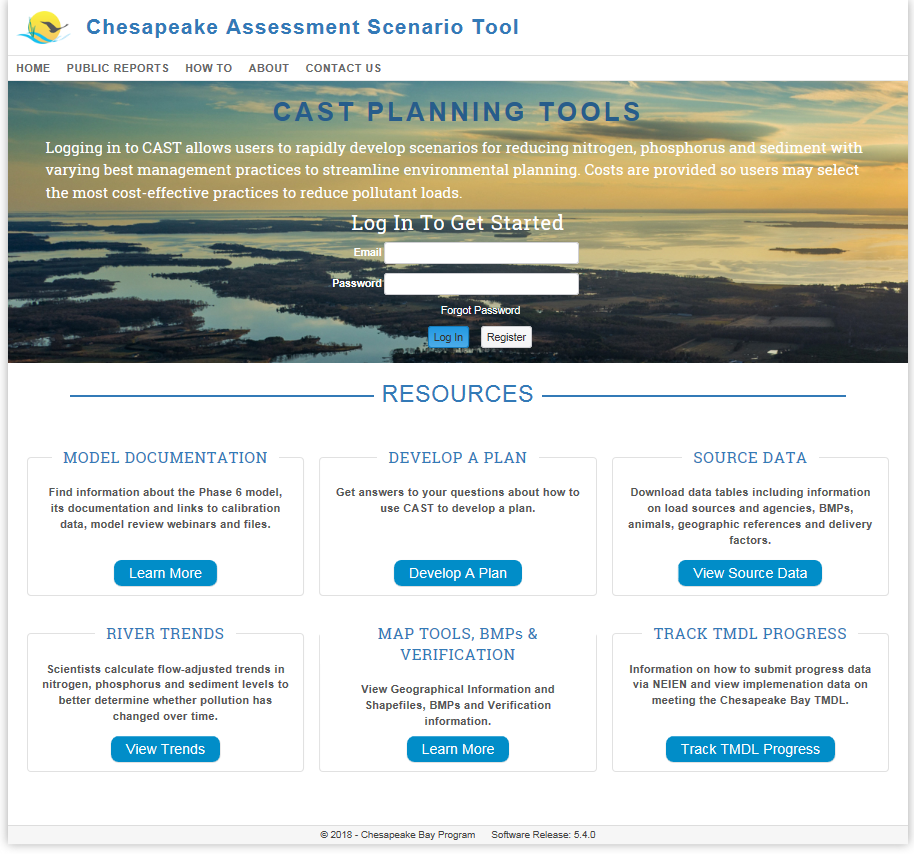 Chesapeake Assessment Scenario Tool
HOME PUBLIC REPORTS HOW TO ABOUT CONTACT US
CAST PLANNING TOOLS
Logging in to CAST allows users to rapidly develop scenarios for reducing nitrogen, phosphorus and sediment with
varying best management practices to streamline environmental planning. Costs are provided so users may select
the most cost-effective practices to reduce pollutant loads.
Log In To Get Started
Email
Password
Forgot Password
Log In Register
RESOURCES
MODEL DOCUMENTATION
Find information about the Phase 6 model,
its documentation and links to calibration
data, model review webinars and files.
Learn More
DEVELOP A PLAN
Get answers to your questions about how to
use CAST to develop a plan.
Develop A Plan
SOURCE DATA
Download data tables including information
on load sources and agencies, BMPs,
animals, geographic references and delivery
factors.
View Source Data
RIVER TRENDS
Scientists calculate flow-adjusted trends in
nitrogen, phosphorus and sediment levels to
better determine whether pollution has
changed over time.
View Trends
MAP TOOLS, BMPs &
VERIFICATION
View Geographical Information and
Shapefiles, BMPs and Verification
information.
Learn More
TRACK TMDL PROGRESS
Information on how to submit progress data
via NEIEN and view implemenation data on
meeting the Chesapeake Bay TMDL.
Track TMDL Progress
© 2018 - Chesapeake Bay Program Software Release: 5.4.0